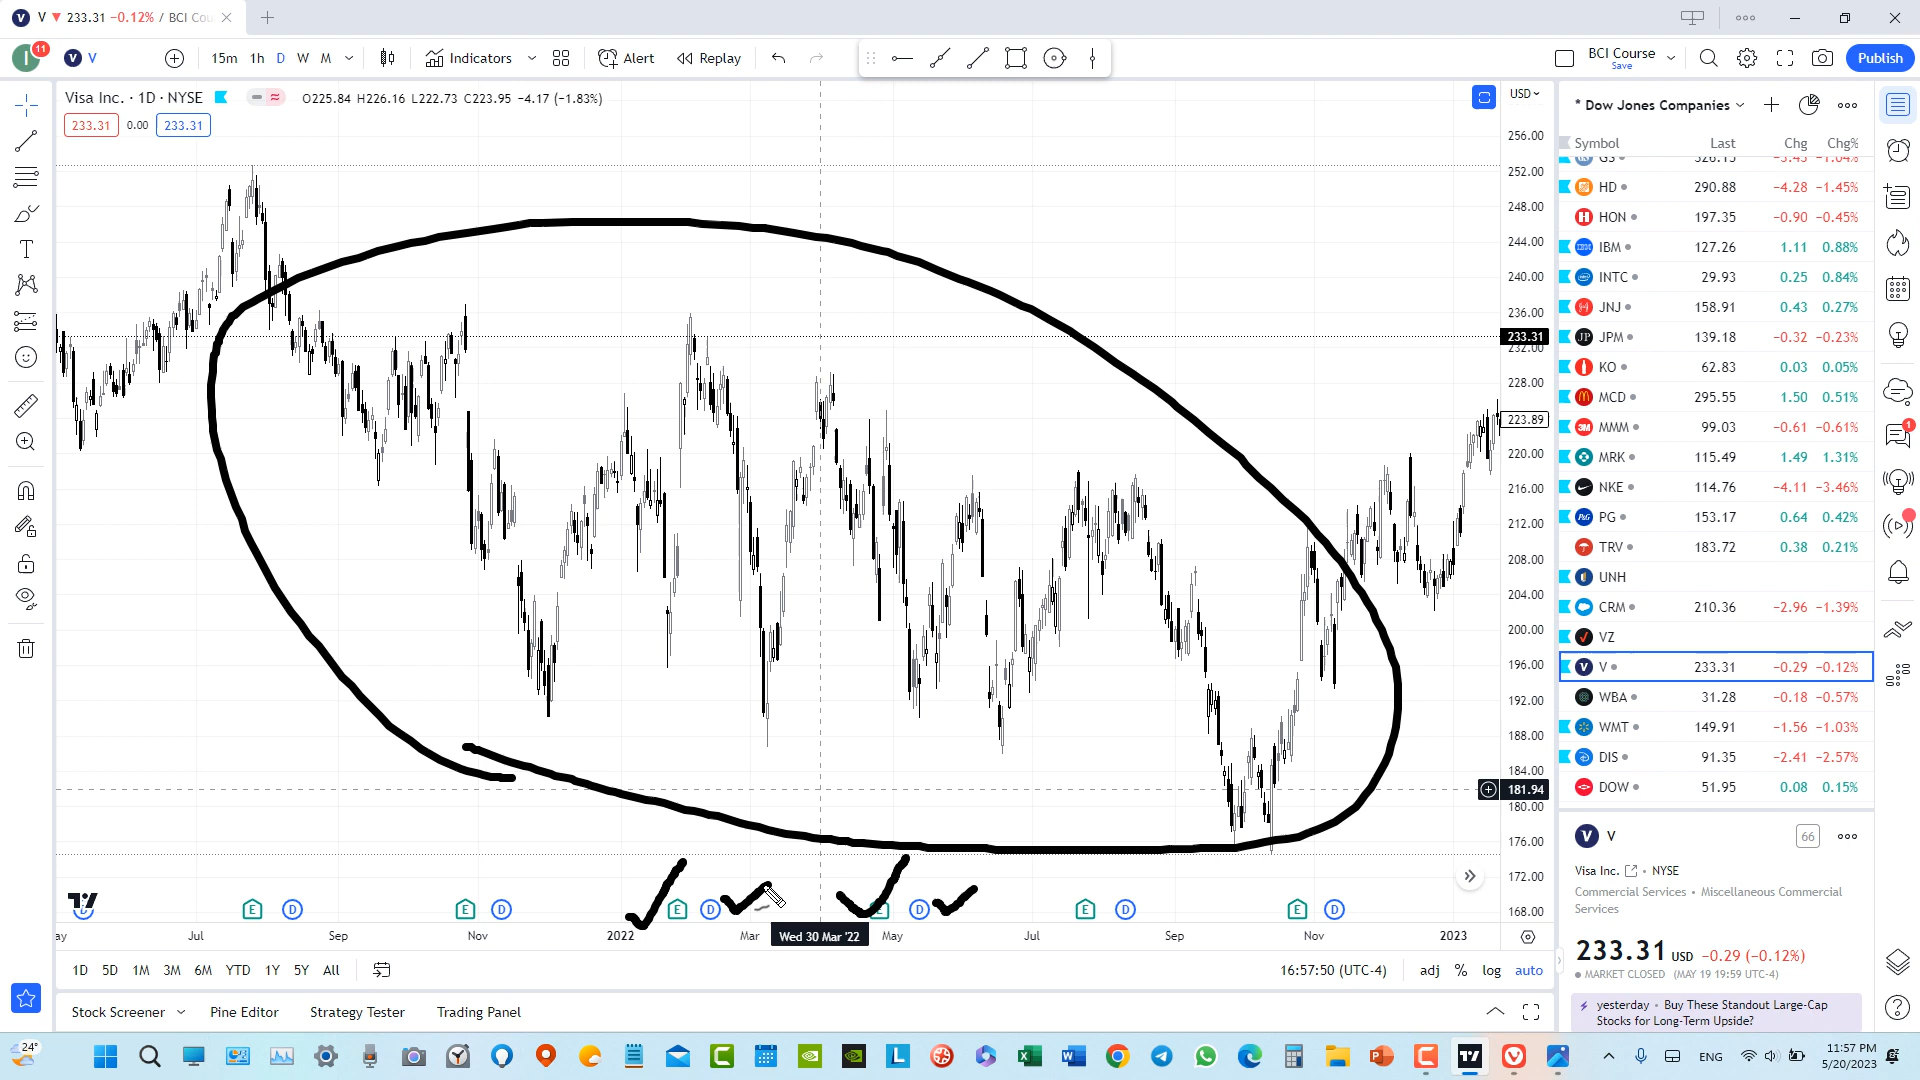 V 233.31 −0.12% / BCI Cou
I 11 V V 15m 1h D W M Indicators Alert Replay BCI Course Save Publish
Visa Inc. · 1D · NYSE O225.84 H226.16 L222.73 C223.95 −4.17 (−1.83%)
233.31 0.00 233.31
USD
256.00
252.00
248.00
244.00
240.00
236.00
233.31
232.00
228.00
223.89
220.00
216.00
212.00
208.00
204.00
200.00
196.00
192.00
188.00
184.00
181.94
180.00
176.00
172.00
168.00
D E D E D E D E D E D E D
ay Jul Sep Nov 2022 Mar Wed 30 Mar '22 May Jul Sep Nov 2023
1D 5D 1M 3M 6M YTD 1Y 5Y All 16:57:50 (UTC-4) adj % log auto
Stock Screener Pine Editor Strategy Tester Trading Panel
* Dow Jones Companies
Symbol Last Chg Chg%
GS 326.15 −3.43 −1.04%
HD 290.88 −4.28 −1.45%
HON 197.35 −0.90 −0.45%
IBM 127.26 1.11 0.88%
INTC 29.93 0.25 0.84%
JNJ 158.91 0.43 0.27%
JPM 139.18 −0.32 −0.23%
KO 62.83 0.03 0.05%
MCD 295.55 1.50 0.51%
MMM 99.03 −0.61 −0.61%
MRK 115.49 1.49 1.31%
NKE 114.76 −4.11 −3.46%
PG 153.17 0.64 0.42%
TRV 183.72 0.38 0.21%
UNH
CRM 210.36 −2.96 −1.39%
VZ
V 233.31 −0.29 −0.12%
WBA 31.28 −0.18 −0.57%
WMT 149.91 −1.56 −1.03%
DIS 91.35 −2.41 −2.57%
DOW 51.95 0.08 0.15%
V 66
Visa Inc. • NYSE
Commercial Services • Miscellaneous Commercial
Services
233.31 USD −0.29 (−0.12%)
MARKET CLOSED (MAY 19 19:59 UTC-4)
yesterday • Buy These Standout Large-Cap
Stocks for Long-Term Upside?
24°
ENG
11:57 PM
5/20/2023